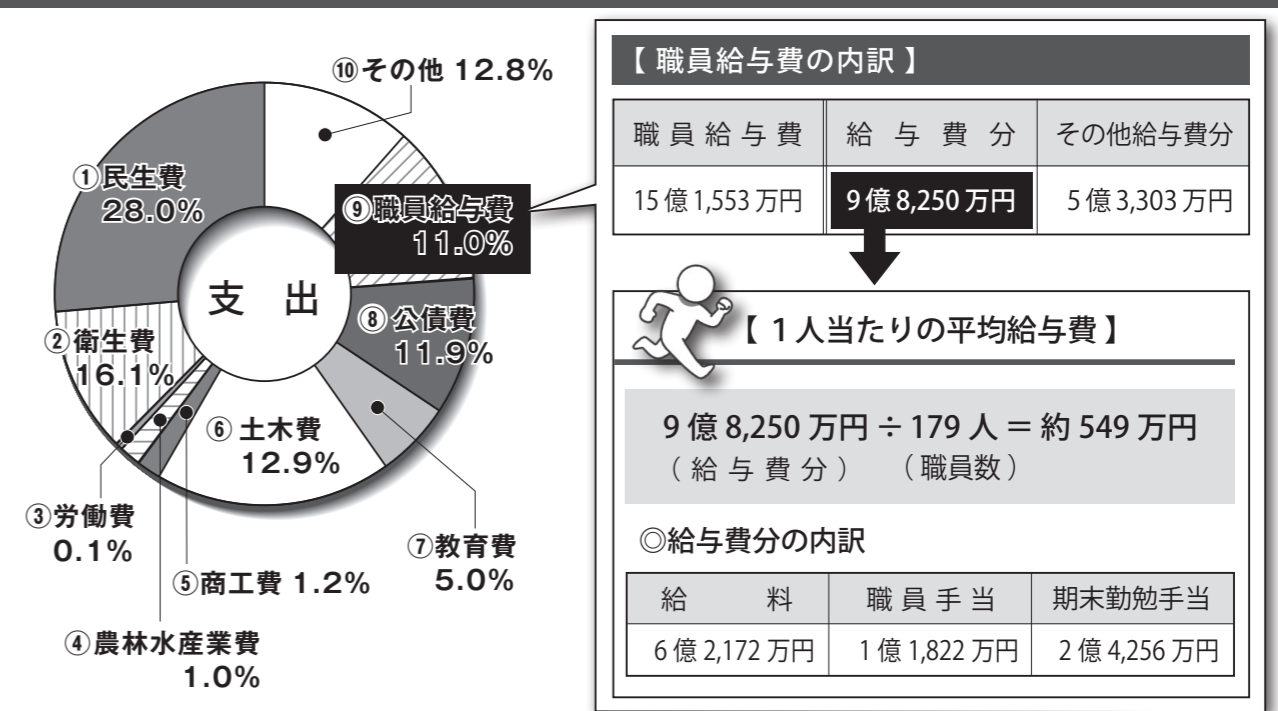 ⑩その他 12.8%
①民生費
28.0%
⑨職員給与費
11.0%
支 出
⑧公債費
11.9%
②衛生費
16.1%
⑥土木費
12.9%
③労働費
0.1%
⑦教育費
5.0%
⑤商工費 1.2%
④農林水産業費
1.0%
【 職員給与費の内訳 】
職員給与費 給与費分 その他給与費分
15億1,553万円 9億8,250万円 5億3,303万円
【 1人当たりの平均給与費 】
9億8,250万円÷179人=約549万円
(給与費分) (職員数)
◎給与費分の内訳
給料 職員手当 期末勤勉手当
6億2,172万円 1億1,822万円 2億4,256万円